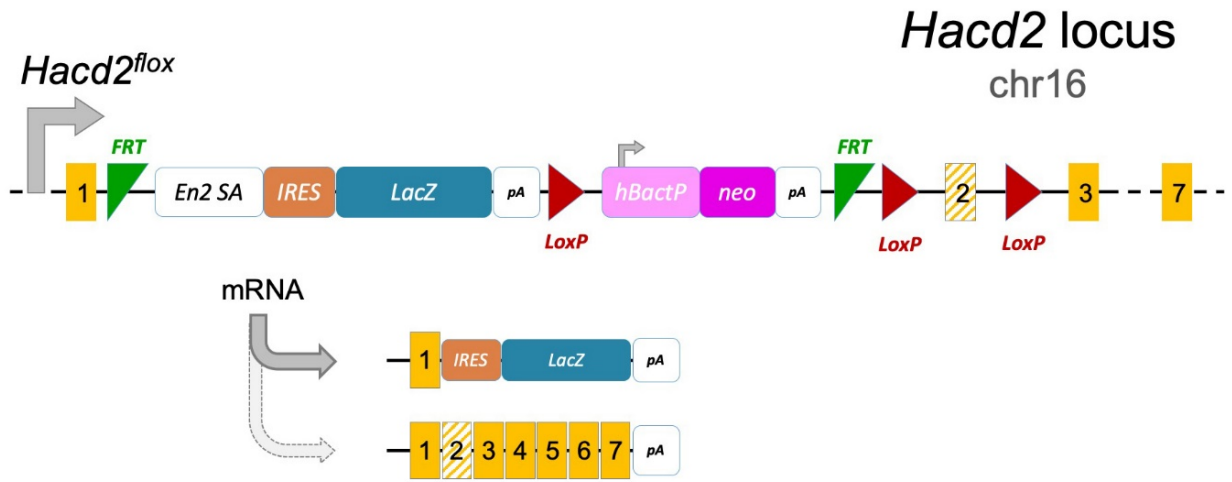 Hacd2 locus
chr16
Hacd2flox
FRT
FRT
1 En2 SA IRES LacZ pA hBactP neo pA 2 3 7
LoxP
LoxP
LoxP
mRNA
1 IRES LacZ pA
1 2 3 4 5 6 7 pA